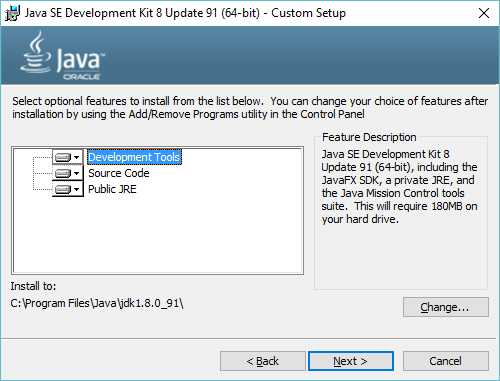 Java SE Development Kit 8 Update 91 (64-bit) - Custom Setup
Java
ORACLE
Select optional features to install from the list below. You can change your choice of features after
installation by using the Add/Remove Programs utility in the Control Panel
Development Tools
Source Code
Public JRE
Feature Description
Java SE Development Kit 8
Update 91 (64-bit), including the
JavaFX SDK, a private JRE, and
the Java Mission Control tools
suite. This will require 180MB on
your hard drive.
Install to:
C:\Program Files\Java\jdk1.8.0_91\
Change...
< Back
Next >
Cancel